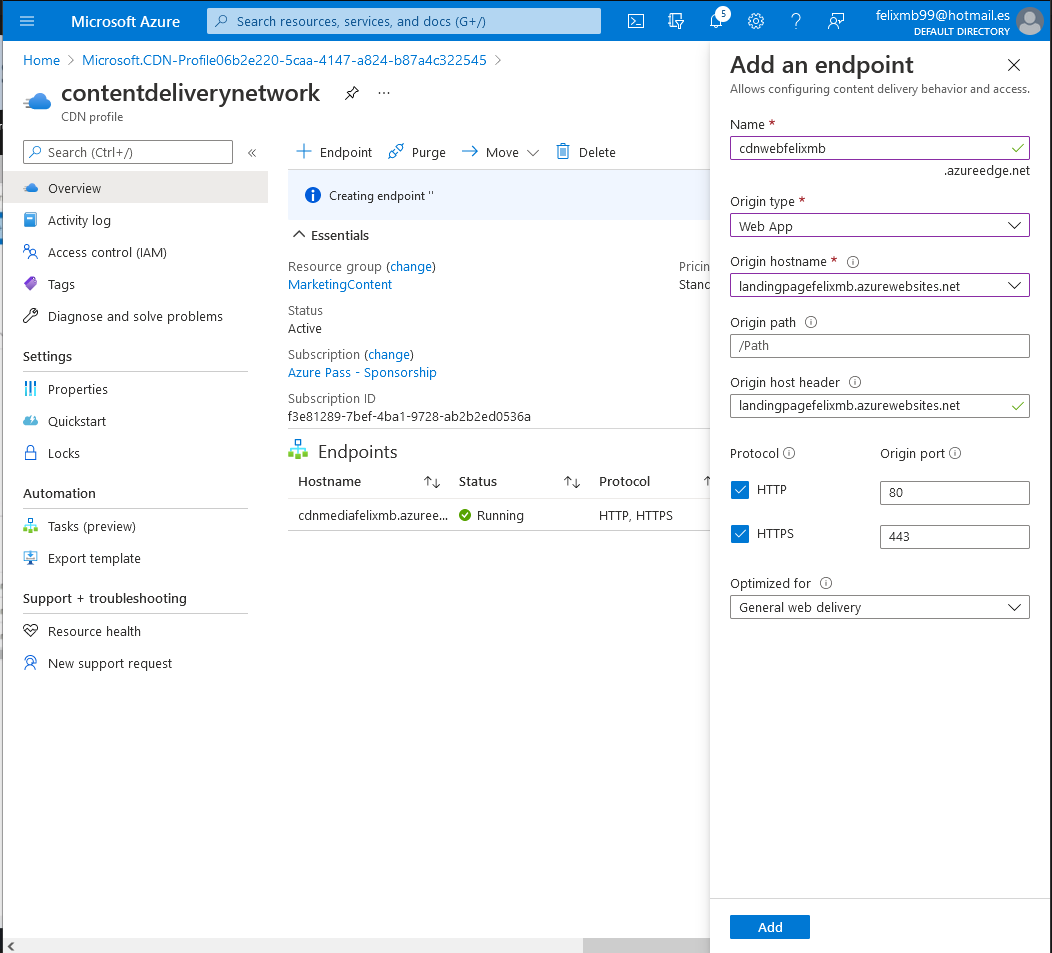 Microsoft Azure
Search resources, services, and docs (G+/)
5
felixmb99@hotmail.es
DEFAULT DIRECTORY
Home > Microsoft.CDN-Profile06b2e220-5caa-4147-a824-b87a4c322545 >
contentdeliverynetwork
CDN profile
Search (Ctrl+/)
Overview
Activity log
Access control (IAM)
Tags
Diagnose and solve problems
Settings
Properties
Quickstart
Locks
Automation
Tasks (preview)
Export template
Support + troubleshooting
Resource health
New support request
Endpoint Purge Move Delete
Creating endpoint ''
Essentials
Resource group (change)
MarketingContent
Status
Active
Subscription (change)
Azure Pass - Sponsorship
Subscription ID
f3e81289-7bef-4ba1-9728-ab2b2ed0536a
Pricin
Stand
Endpoints
Hostname Status Protocol
cdnmediafelixmb.azuree... Running HTTP, HTTPS
Add an endpoint
Allows configuring content delivery behavior and access.
Name *
cdnwebfelixmb
.azureedge.net
Origin type *
Web App
Origin hostname *
landingpagefelixmb.azurewebsites.net
Origin path
/Path
Origin host header
landingpagefelixmb.azurewebsites.net
Protocol Origin port
HTTP 80
HTTPS 443
Optimized for
General web delivery
Add